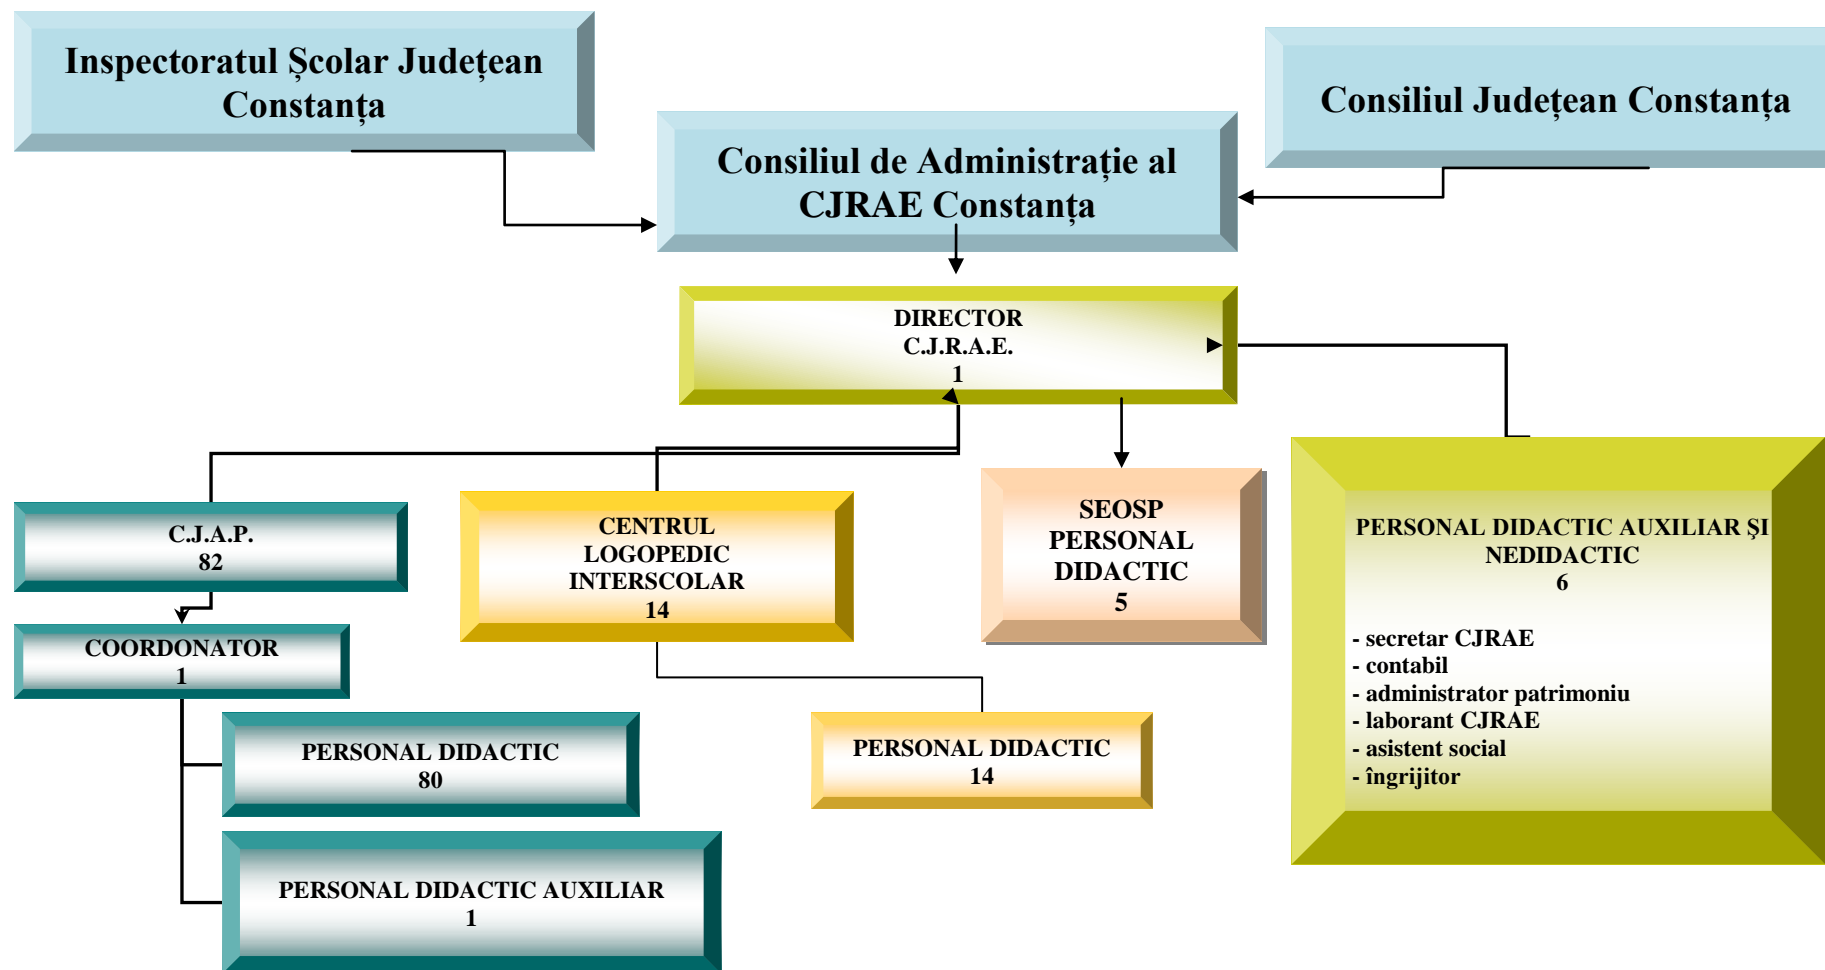 Inspectoratul Școlar Județean
Constanța
Consiliul Județean Constanța
Consiliul de Administrație al
CJRAE Constanța
DIRECTOR
C.J.R.A.E.
1
C.J.A.P.
82
CENTRUL
LOGOPEDIC
INTERSCOLAR
14
SEOSP
PERSONAL
DIDACTIC
5
PERSONAL DIDACTIC AUXILIAR ŞI
NEDIDACTIC
6
- secretar CJRAE
- contabil
- administrator patrimoniu
- laborant CJRAE
- asistent social
- îngrijitor
COORDONATOR
1
PERSONAL DIDACTIC
80
PERSONAL DIDACTIC
14
PERSONAL DIDACTIC AUXILIAR
1